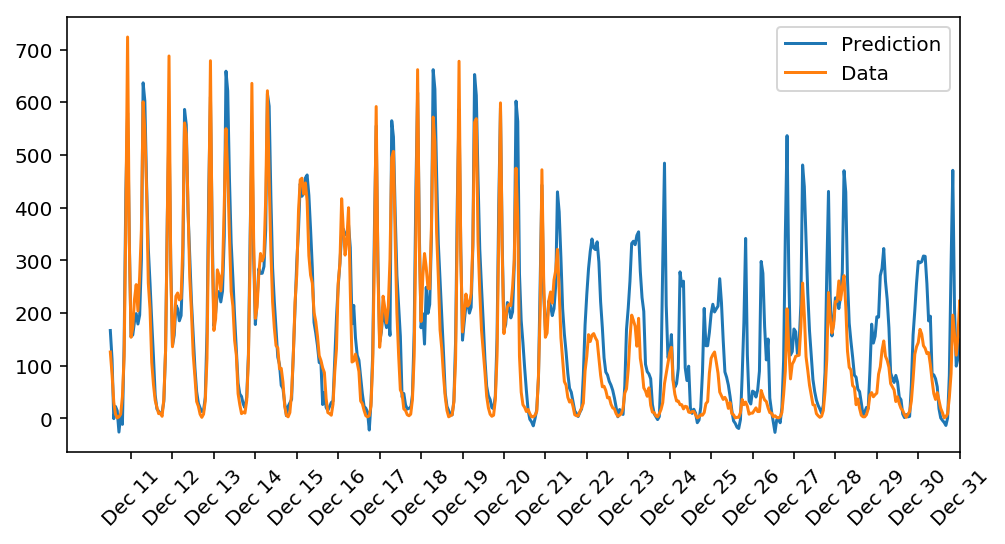 Prediction
Data
700
600
500
400
300
200
100
0
Dec 11
Dec 12
Dec 13
Dec 14
Dec 15
Dec 16
Dec 17
Dec 18
Dec 19
Dec 20
Dec 21
Dec 22
Dec 23
Dec 24
Dec 25
Dec 26
Dec 27
Dec 28
Dec 29
Dec 30
Dec 31